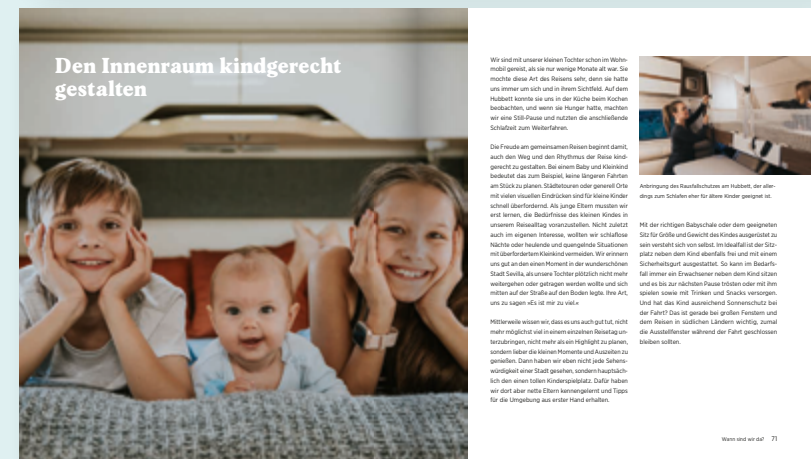 Den Innenraum kindgerecht
gestalten
Wir sind mit unserer kleinen Tochter schon im Wohn-
mobil gereist, als sie nur wenige Monate alt war. Sie
mochte diese Art des Reisens sehr, denn sie hatte
uns immer um sich und in ihrem Sichtfeld. Auf dem
Hubbett konnte sie uns in der Küche beim Kochen
beobachten, und wenn sie Hunger hatte, machten
wir eine Still-Pause und nutzten die anschließende
Schlafzeit zum Weiterfahren.
Die Freude am gemeinsamen Reisen beginnt damit,
auch den Weg und den Rhythmus der Reise kind-
gerecht zu gestalten. Bei einem Baby und Kleinkind
bedeutet das zum Beispiel, keine längeren Fahrten
am Stück zu planen. Städtetouren oder generell Orte
mit vielen visuellen Eindrücken sind für kleine Kinder
schnell überfordernd. Als junge Eltern mussten wir
erst lernen, die Bedürfnisse des kleinen Kindes in
unserem Reisealltag voranzustellen. Nicht zuletzt
auch im eigenen Interesse, wollten wir schlaflose
Nächte oder heulende und quengelnde Situationen
mit überfordertem Kleinkind vermeiden. Wir erinnern
uns gut an den einen Moment in der wunderschönen
Stadt Sevilla, als unsere Tochter plötzlich nicht mehr
weitergehen oder getragen werden wollte und sich
mitten auf der Straße auf den Boden legte. Ihre Art,
uns zu sagen »Es ist mir zu viel.«
Mittlerweile wissen wir, dass es uns auch gut tut, nicht
mehr möglichst viel in einem einzelnen Reisetag un-
terzubringen, nicht mehr als ein Highlight zu planen,
sondern lieber die kleinen Momente und Auszeiten zu
genießen. Dann haben wir eben nicht jede Sehens-
würdigkeit einer Stadt gesehen, sondern hauptsäch-
lich den einen tollen Kinderspielplatz. Dafür haben
wir dort aber nette Eltern kennengelernt und Tipps
für die Umgebung aus erster Hand erhalten.
Anbringung des Rausfallschutzes am Hubbett, der aller-
dings zum Schlafen eher für ältere Kinder geeignet ist.
Mit der richtigen Babyschale oder dem geeigneten
Sitz für Größe und Gewicht des Kindes ausgerüstet zu
sein versteht sich von selbst. Im Idealfall ist der Sitz-
platz neben dem Kind ebenfalls frei und mit einem
Sicherheitsgurt ausgestattet. So kann im Bedarfs-
fall immer ein Erwachsener neben dem Kind sitzen
und es bis zur nächsten Pause trösten oder mit ihm
spielen sowie mit Trinken und Snacks versorgen.
Und hat das Kind ausreichend Sonnenschutz bei
der Fahrt? Das ist gerade bei großen Fenstern und
dem Reisen in südlichen Ländern wichtig, zumal
die Ausstellfenster während der Fahrt geschlossen
bleiben sollten.
Wann sind wir da? 71